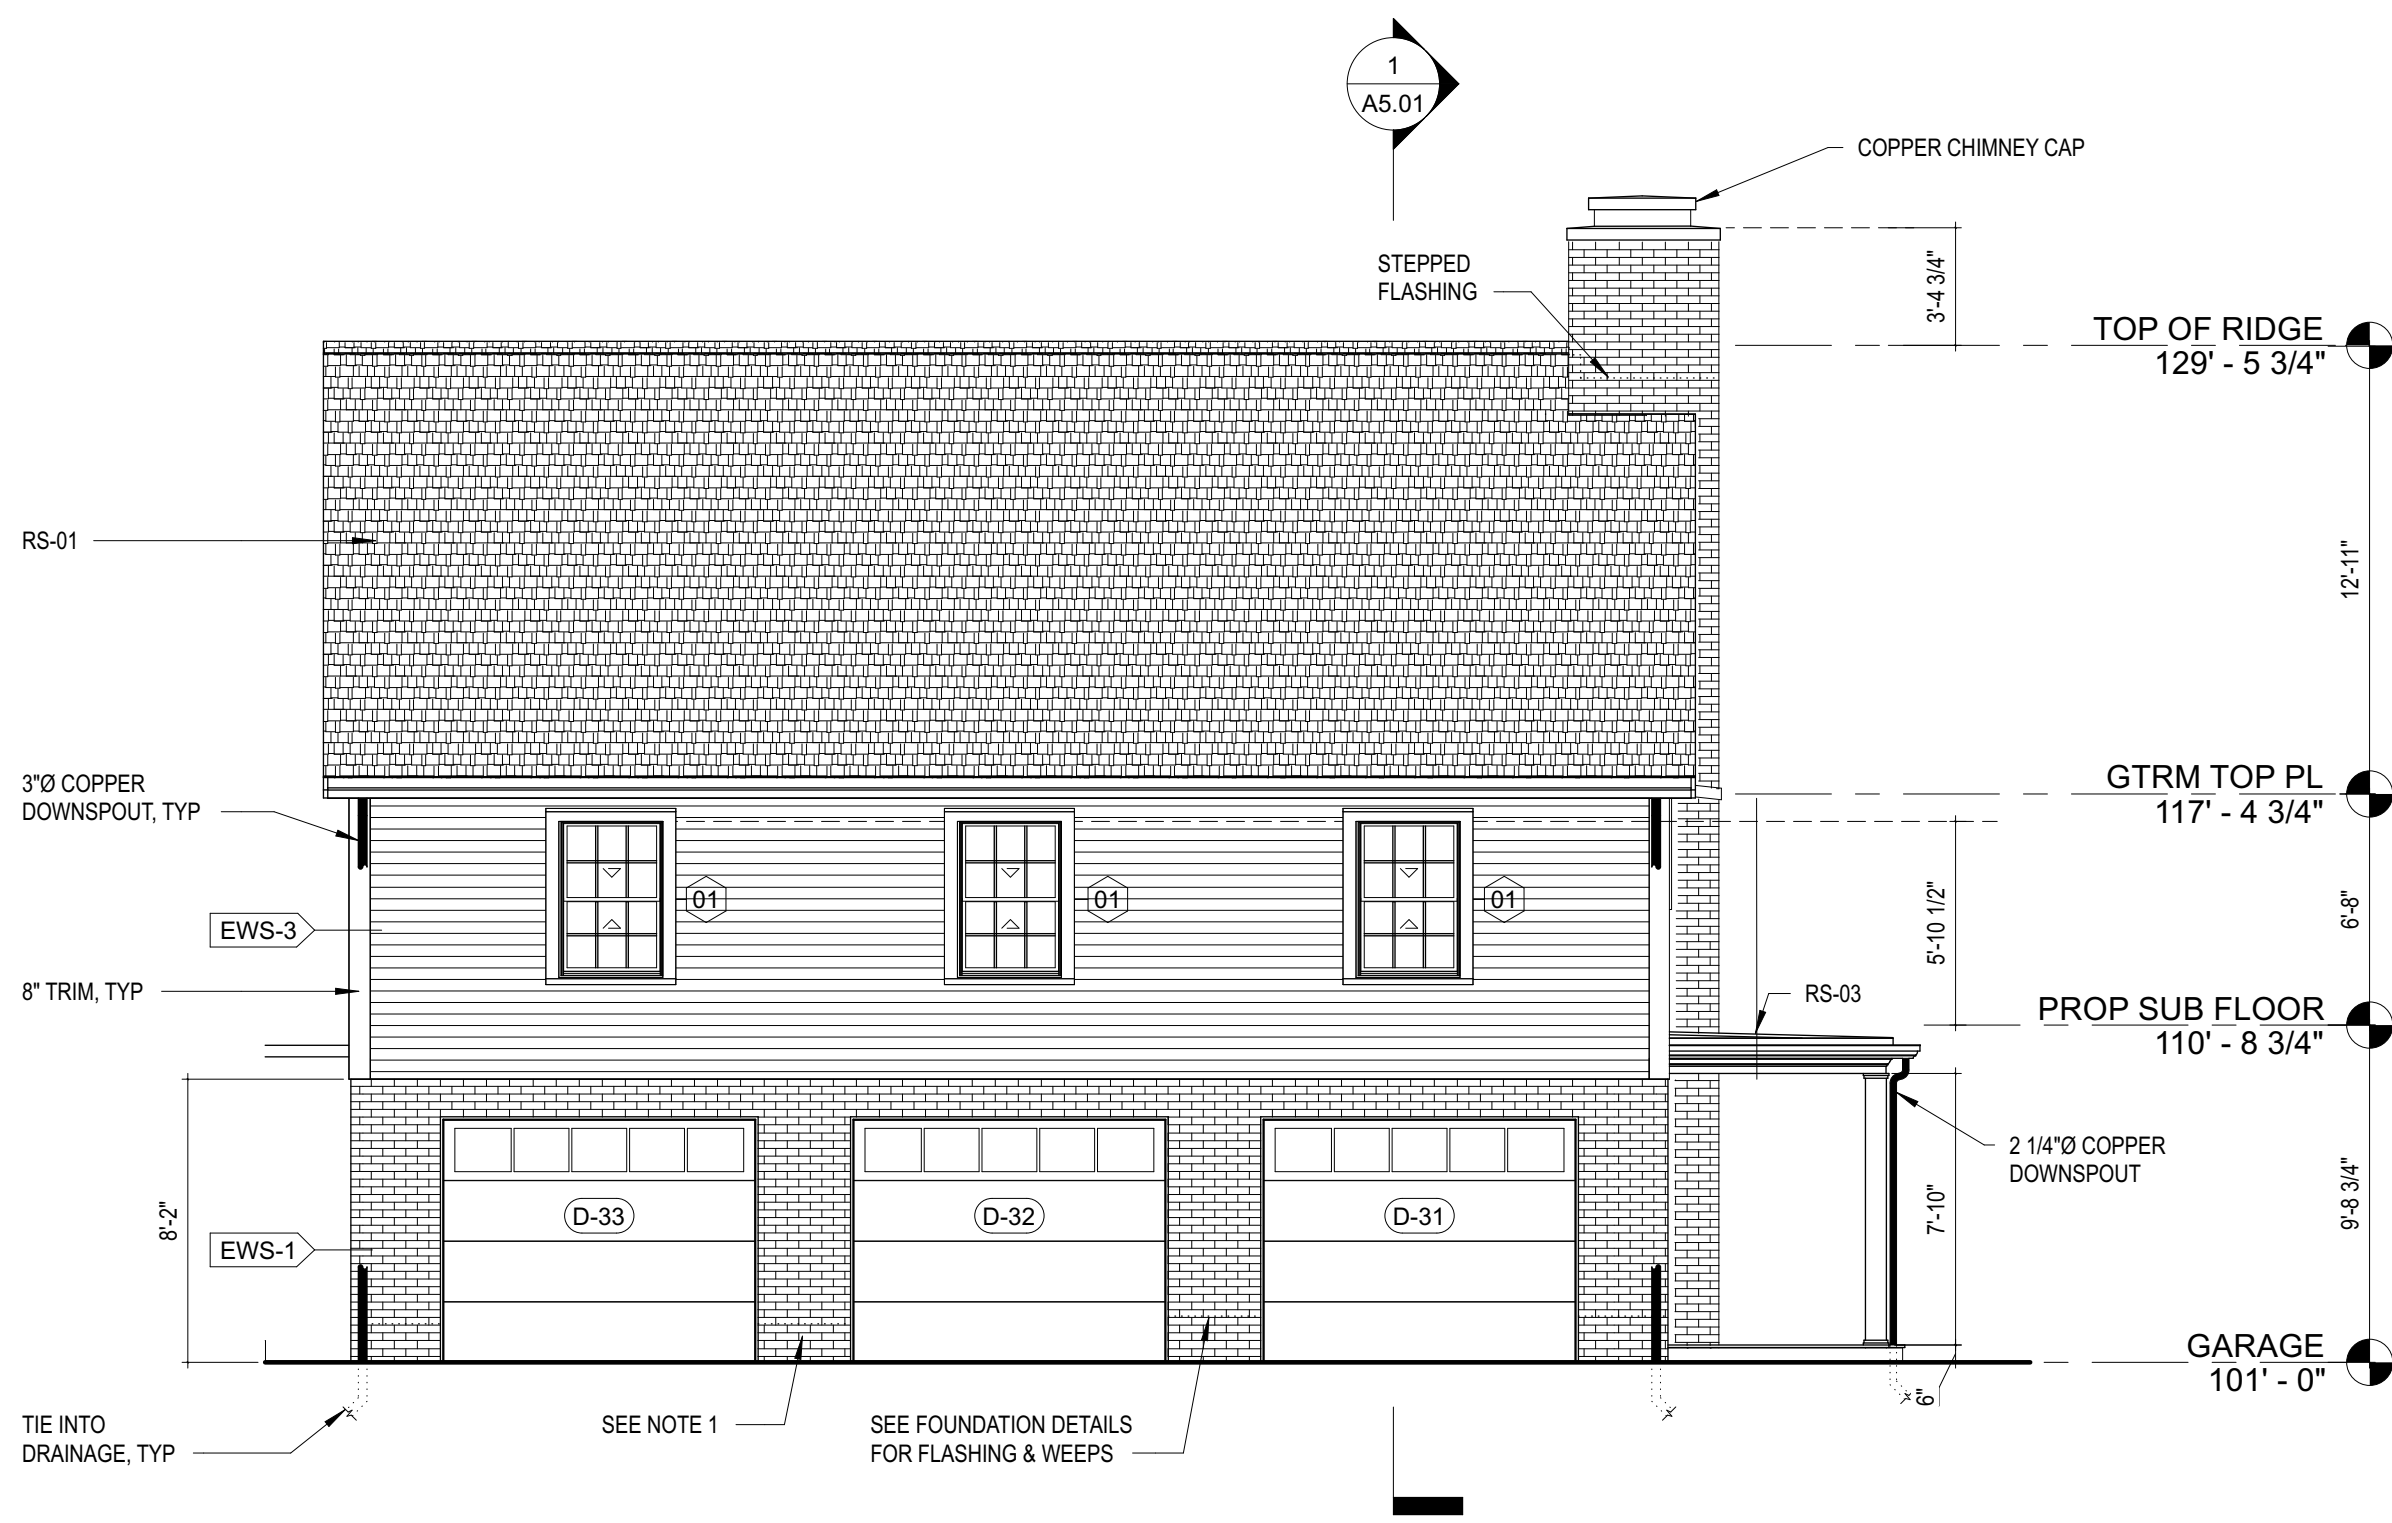 1
A5.01
COPPER CHIMNEY CAP
STEPPED
FLASHING
3'-4 3/4"
TOP OF RIDGE
129' - 5 3/4"
RS-01
12'-11"
3"Ø COPPER
DOWNSPOUT, TYP
GTRM TOP PL
117' - 4 3/4"
01
01
01
EWS-3
5'-10 1/2"
6'-8"
8" TRIM, TYP
RS-03
PROP SUB FLOOR
110' - 8 3/4"
2 1/4"Ø COPPER
DOWNSPOUT
8'-2"
D-33
D-32
D-31
7'-10"
9'-8 3/4"
EWS-1
GARAGE
101' - 0"
6"
TIE INTO
DRAINAGE, TYP
SEE NOTE 1
SEE FOUNDATION DETAILS
FOR FLASHING & WEEPS